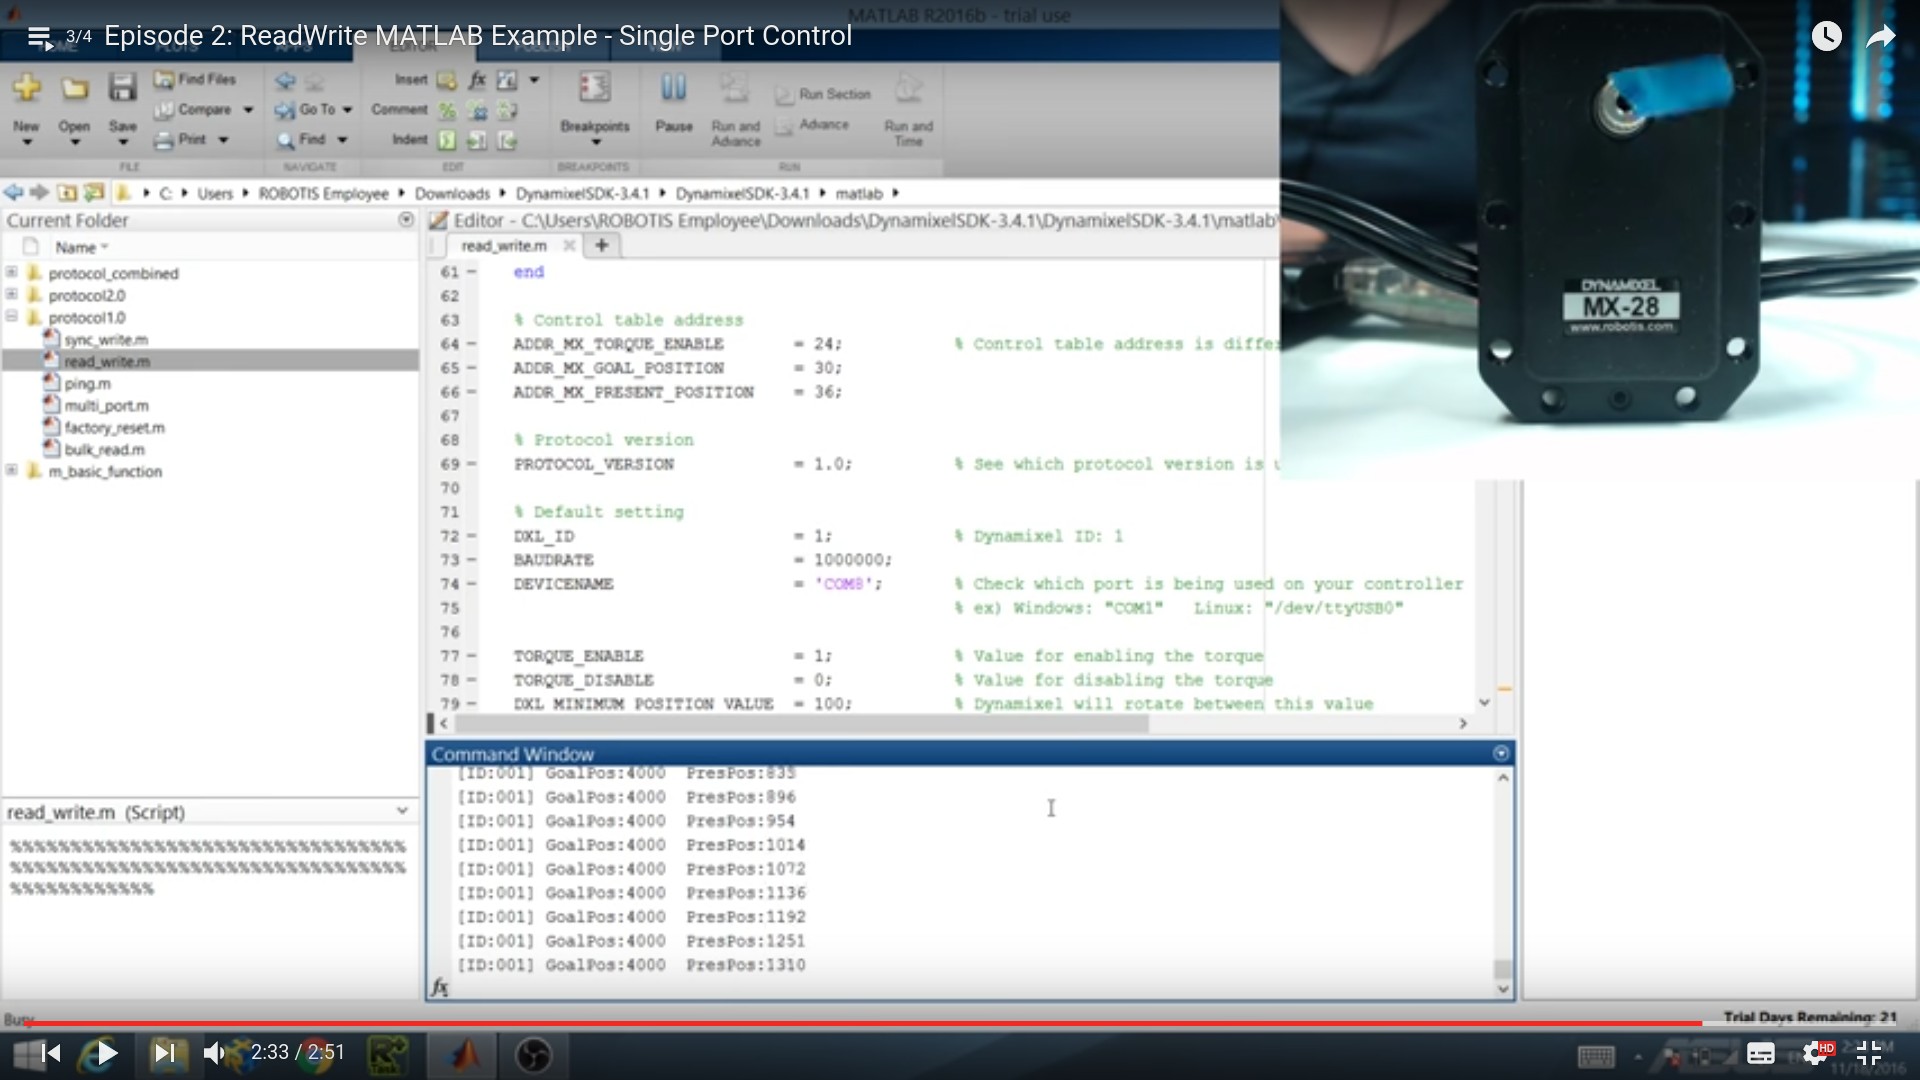 MATLAB R2016b - trial use
3/4 Episode 2: ReadWrite MATLAB Example - Single Port Control
New
Open
Save
Find Files
Compare
Print
FILE
Go To
Find
NAVIGATE
Insert
Comment
Indent
EDIT
Breakpoints
BREAKPOINTS
Pause
Run and Advance
Run Section
Advance
Run and Time
RUN
C: Users ROBOTIS Employee Downloads DynamixelSDK-3.4.1 DynamixelSDK-3.4.1 matlab
Current Folder
Name
protocol_combined
protocol2.0
protocol1.0
sync_write.m
read_write.m
ping.m
multi_port.m
factory_reset.m
bulk_read.m
m_basic_function
read_write.m (Script)
%%%%%%%%%%%%%%%%%%%%%%%%%%%%%%%%%
%%%%%%%%%%%%%%%%%%%%%%%%%%%%%%%%%
%%%%%%%%%%%%
Editor - C:\Users\ROBOTIS Employee\Downloads\DynamixelSDK-3.4.1\DynamixelSDK-3.4.1\matlab\
read_write.m
61 end
62
63 % Control table address
64 ADDR_MX_TORQUE_ENABLE = 24; % Control table address is
65 ADDR_MX_GOAL_POSITION = 30;
66 ADDR_MX_PRESENT_POSITION = 36;
67
68 % Protocol version
69 PROTOCOL_VERSION = 1.0; % See which protocol version is
70
71 % Default setting
72 DXL_ID = 1; % Dynamixel ID: 1
73 BAUDRATE = 1000000;
74 DEVICENAME = 'COM8'; % Check which port is being used on your controller
75 % ex) Windows: "COM1" Linux: "/dev/ttyUSB0"
76
77 TORQUE_ENABLE = 1; % Value for enabling the torque
78 TORQUE_DISABLE = 0; % Value for disabling the torque
79 DXL_MINIMUM_POSITION_VALUE = 100; % Dynamixel will rotate between this value
Command Window
[ID:001] GoalPos:4000 PresPos:835
[ID:001] GoalPos:4000 PresPos:896
[ID:001] GoalPos:4000 PresPos:954
[ID:001] GoalPos:4000 PresPos:1014
[ID:001] GoalPos:4000 PresPos:1072
[ID:001] GoalPos:4000 PresPos:1136
[ID:001] GoalPos:4000 PresPos:1192
[ID:001] GoalPos:4000 PresPos:1251
[ID:001] GoalPos:4000 PresPos:1310
fx
DYNAMIXEL
MX-28
www.robotis.com
Busy
Trial Days Remaining: 21
2:33 / 2:51
HD